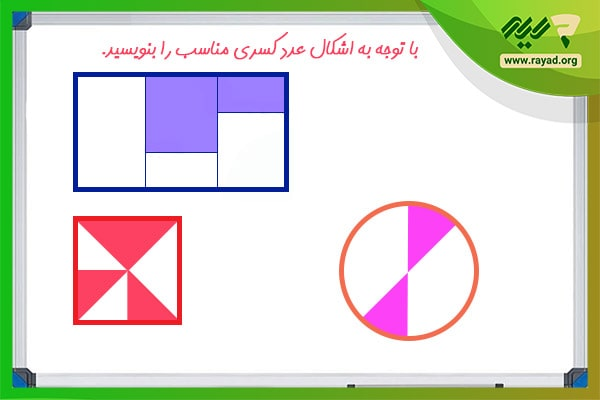 رایاد
www.rayad.org
با توجه به اشکال عدد کسری مناسب را بنویسید.